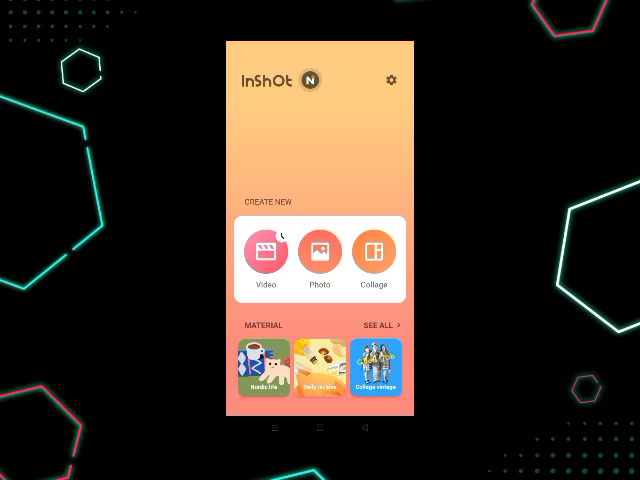 InShOt N
CREATE NEW
Video Photo Collage
MATERIAL SEE ALL >
Nordic life Daily recipes Collage vintage